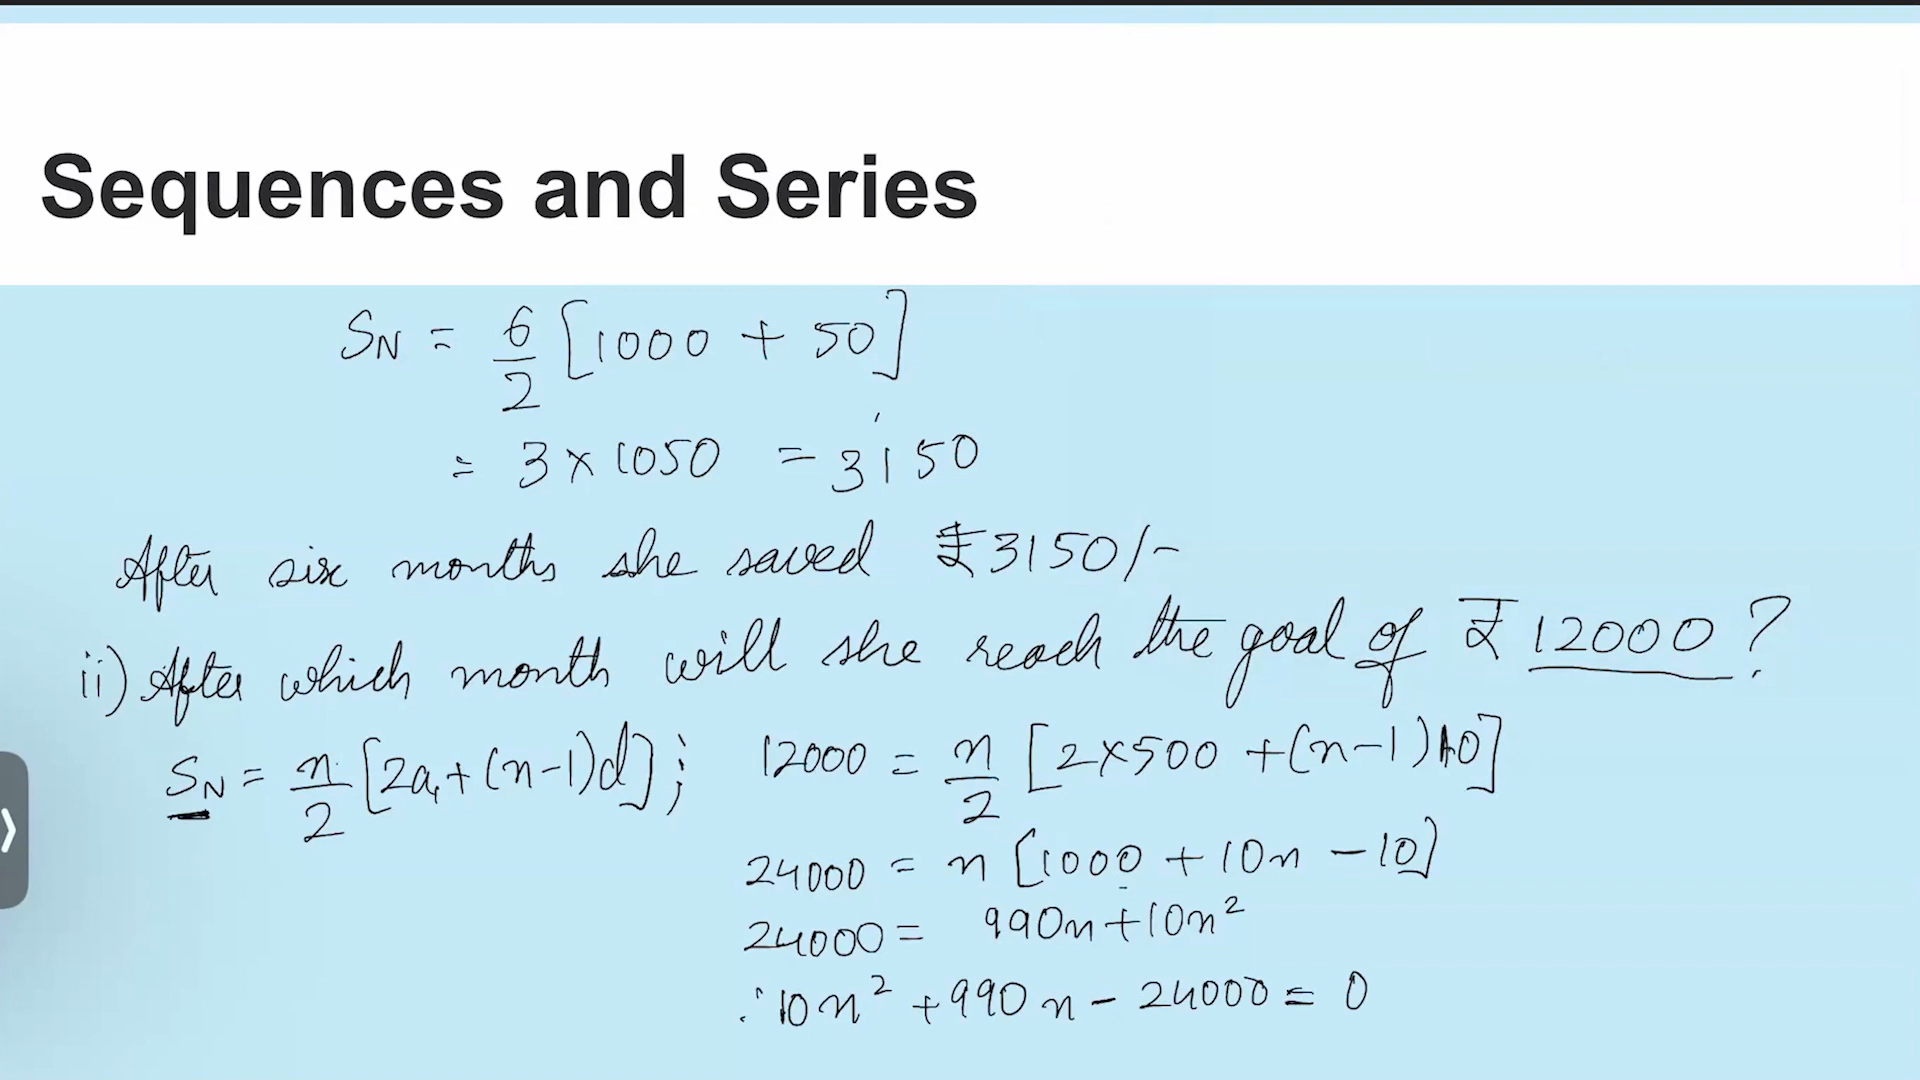 Sequences and Series
S_N = 6/2 [1000 + 50]
= 3 × 1050 = 3150
After six months she saved ₹3150/-
ii) After which month will she reach the goal of ₹ 12000 ?
S_N = n/2 [2a₁ + (n-1)d] ; 12000 = n/2 [2×500 + (n-1)10]
24000 = n [1000 + 10n - 10]
24000 = 990n + 10n²
∴ 10n² + 990n - 24000 = 0